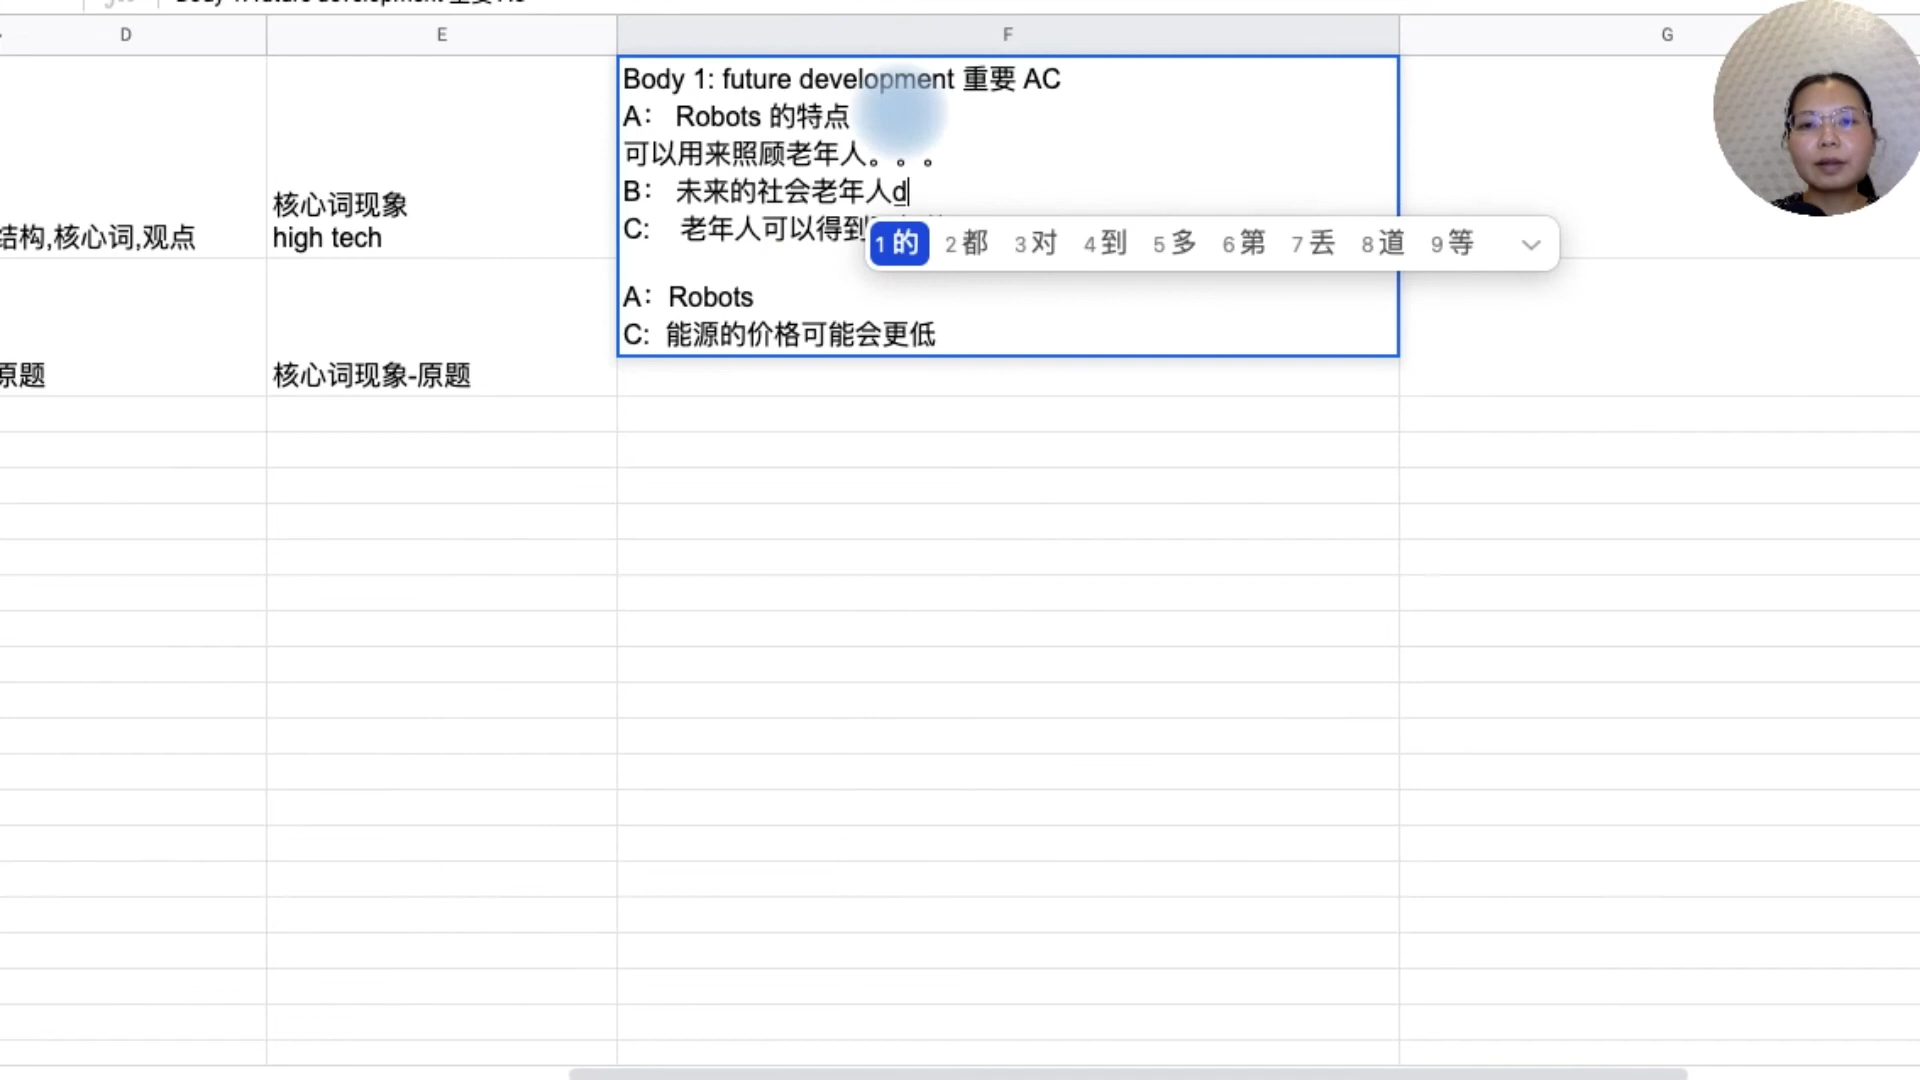 D
E
F
G
结构,核心词,观点
核心词现象
high tech
Body 1: future development 重要 AC
A： Robots 的特点
可以用来照顾老年人。。。
B： 未来的社会老年人d
C: 老年人可以得到
1 的 2 都 3 对 4 到 5 多 6 第 7 丢 8 道 9 等
A：Robots
C: 能源的价格可能会更低
原题
核心词现象-原题